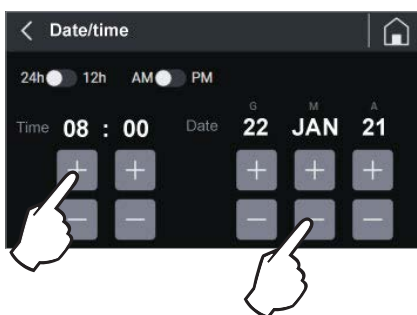 < Date/time
24h 12h AM PM
G M A
Time 08 : 00 Date 22 JAN 21
+ + + + +
− − − − −